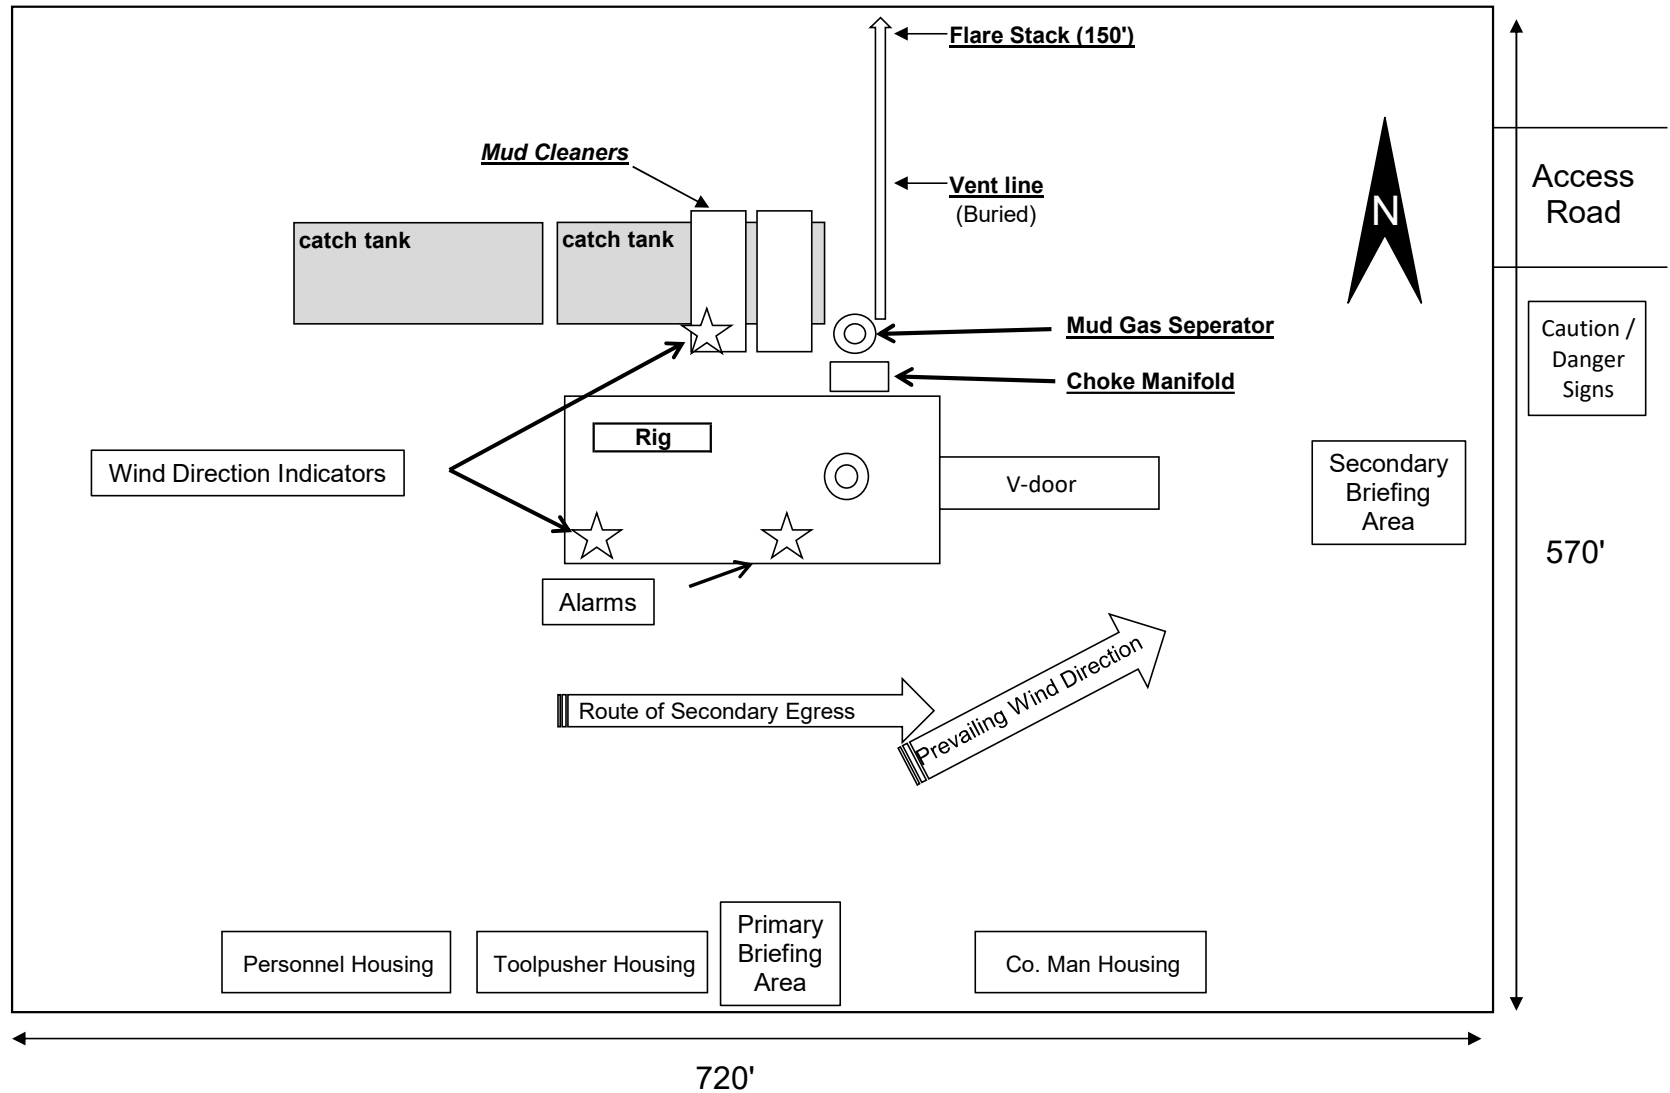 Flare Stack (150')
Mud Cleaners
Vent line
(Buried)
N
Access
Road
catch tank
catch tank
Mud Gas Seperator
Choke Manifold
Caution /
Danger
Signs
Rig
Wind Direction Indicators
V-door
Secondary
Briefing
Area
570'
Alarms
Route of Secondary Egress
Prevailing Wind Direction
Personnel Housing
Toolpusher Housing
Primary
Briefing
Area
Co. Man Housing
720'